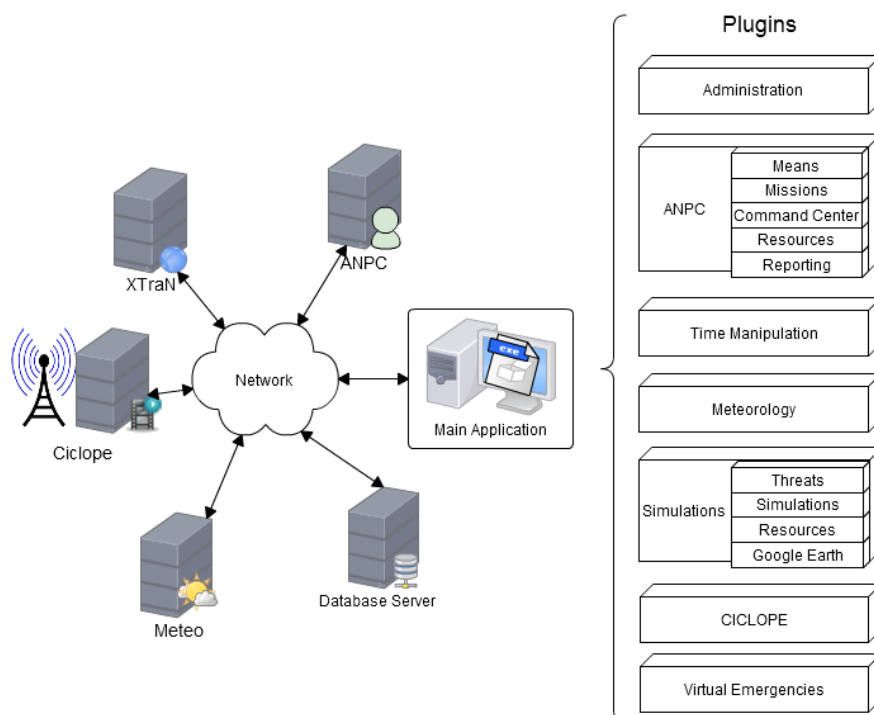 Plugins
Administration
ANPC
Means
Missions
Command Center
Resources
Reporting
Time Manipulation
Meteorology
Simulations
Threats
Simulations
Resources
Google Earth
CICLOPE
Virtual Emergencies
XTraN
ANPC
Network
exe
Main Application
Ciclope
Meteo
Database Server